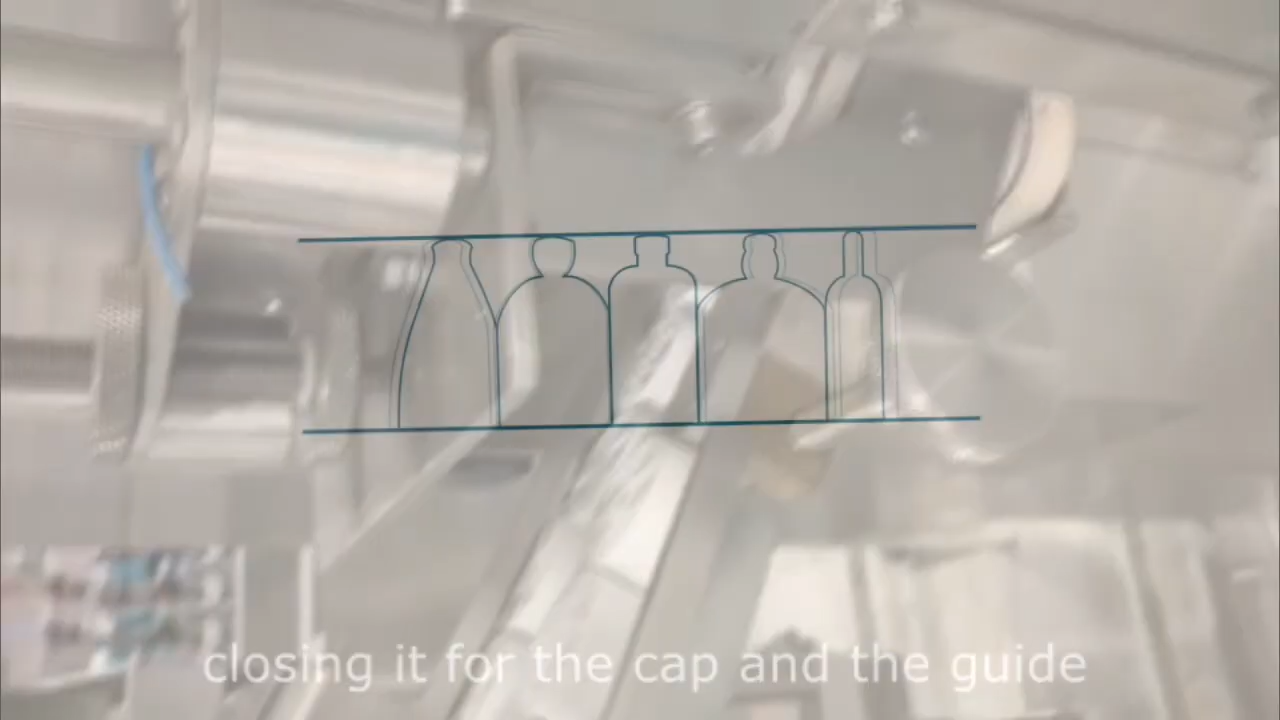 closing it for the cap and the guide